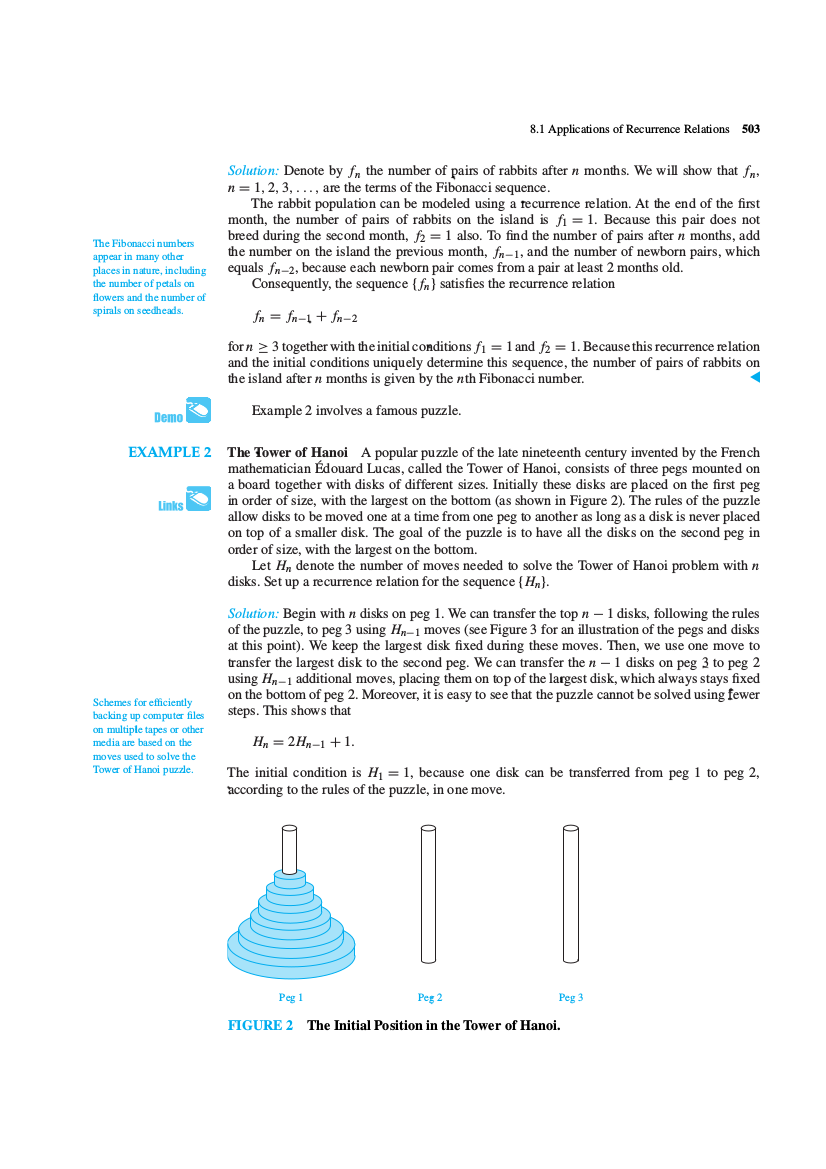 8.1 Applications of Recurrence Relations 503
Solution: Denote by fₙ the number of pairs of rabbits after n months. We will show that fₙ,
n = 1, 2, 3, . . . , are the terms of the Fibonacci sequence.
The rabbit population can be modeled using a recurrence relation. At the end of the first
month, the number of pairs of rabbits on the island is f₁ = 1. Because this pair does not
breed during the second month, f₂ = 1 also. To find the number of pairs after n months, add
the number on the island the previous month, fₙ₋₁, and the number of newborn pairs, which
equals fₙ₋₂, because each newborn pair comes from a pair at least 2 months old.
The Fibonacci numbers
appear in many other
places in nature, including
the number of petals on
flowers and the number of
spirals on seedheads.
Consequently, the sequence {fₙ} satisfies the recurrence relation
fₙ = fₙ₋₁ + fₙ₋₂
for n ≥ 3 together with the initial conditions f₁ = 1 and f₂ = 1. Because this recurrence relation
and the initial conditions uniquely determine this sequence, the number of pairs of rabbits on
the island after n months is given by the nth Fibonacci number.
Demo
Example 2 involves a famous puzzle.
EXAMPLE 2 The Tower of Hanoi A popular puzzle of the late nineteenth century invented by the French
mathematician Édouard Lucas, called the Tower of Hanoi, consists of three pegs mounted on
a board together with disks of different sizes. Initially these disks are placed on the first peg
Links
in order of size, with the largest on the bottom (as shown in Figure 2). The rules of the puzzle
allow disks to be moved one at a time from one peg to another as long as a disk is never placed
on top of a smaller disk. The goal of the puzzle is to have all the disks on the second peg in
order of size, with the largest on the bottom.
Let Hₙ denote the number of moves needed to solve the Tower of Hanoi problem with n
disks. Set up a recurrence relation for the sequence {Hₙ}.
Solution: Begin with n disks on peg 1. We can transfer the top n − 1 disks, following the rules
of the puzzle, to peg 3 using Hₙ₋₁ moves (see Figure 3 for an illustration of the pegs and disks
at this point). We keep the largest disk fixed during these moves. Then, we use one move to
transfer the largest disk to the second peg. We can transfer the n − 1 disks on peg 3 to peg 2
using Hₙ₋₁ additional moves, placing them on top of the largest disk, which always stays fixed
on the bottom of peg 2. Moreover, it is easy to see that the puzzle cannot be solved using fewer
steps. This shows that
Schemes for efficiently
backing up computer files
on multiple tapes or other
media are based on the
moves used to solve the
Tower of Hanoi puzzle.
Hₙ = 2Hₙ₋₁ + 1.
The initial condition is H₁ = 1, because one disk can be transferred from peg 1 to peg 2,
according to the rules of the puzzle, in one move.
Peg 1 Peg 2 Peg 3
FIGURE 2 The Initial Position in the Tower of Hanoi.